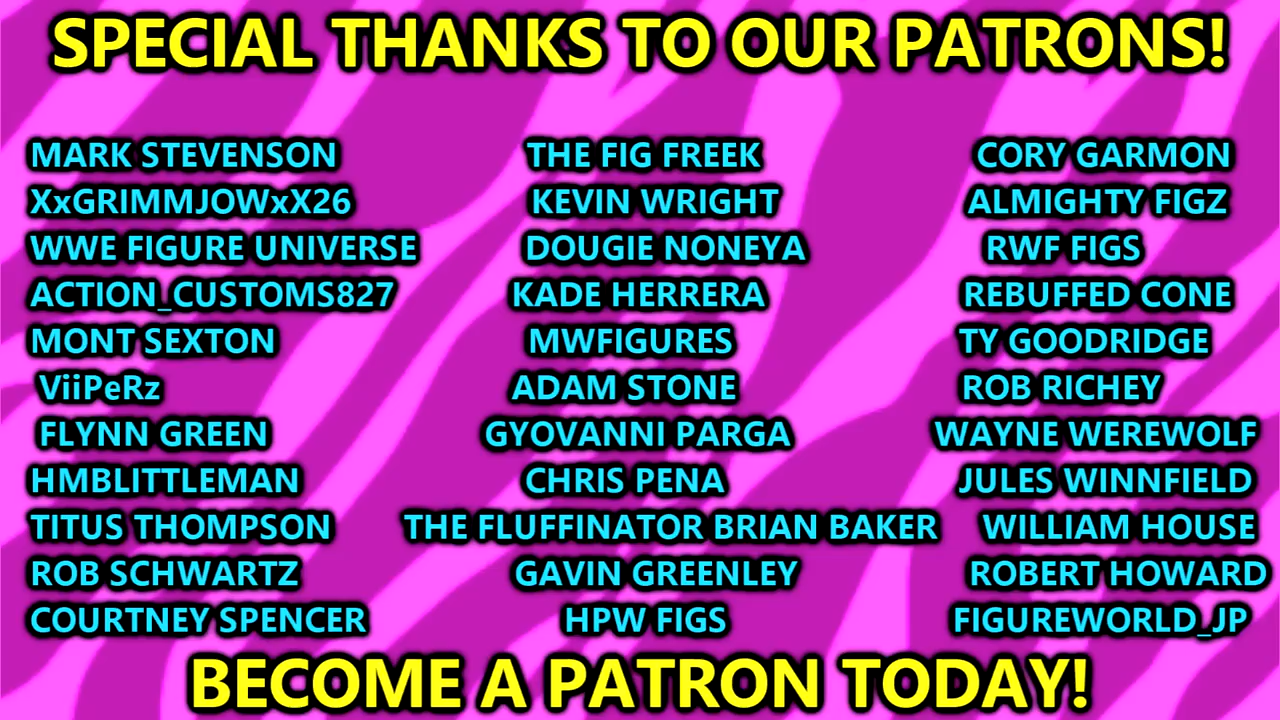 SPECIAL THANKS TO OUR PATRONS!
MARK STEVENSON
XxGRIMMJOWxX26
WWE FIGURE UNIVERSE
ACTION_CUSTOMS827
MONT SEXTON
ViiPeRz
FLYNN GREEN
HMBLITTLEMAN
TITUS THOMPSON
ROB SCHWARTZ
COURTNEY SPENCER
THE FIG FREEK
KEVIN WRIGHT
DOUGIE NONEYA
KADE HERRERA
MWFIGURES
ADAM STONE
GYOVANNI PARGA
CHRIS PENA
THE FLUFFINATOR BRIAN BAKER
GAVIN GREENLEY
HPW FIGS
CORY GARMON
ALMIGHTY FIGZ
RWF FIGS
REBUFFED CONE
TY GOODRIDGE
ROB RICHEY
WAYNE WEREWOLF
JULES WINNFIELD
WILLIAM HOUSE
ROBERT HOWARD
FIGUREWORLD_JP
BECOME A PATRON TODAY!